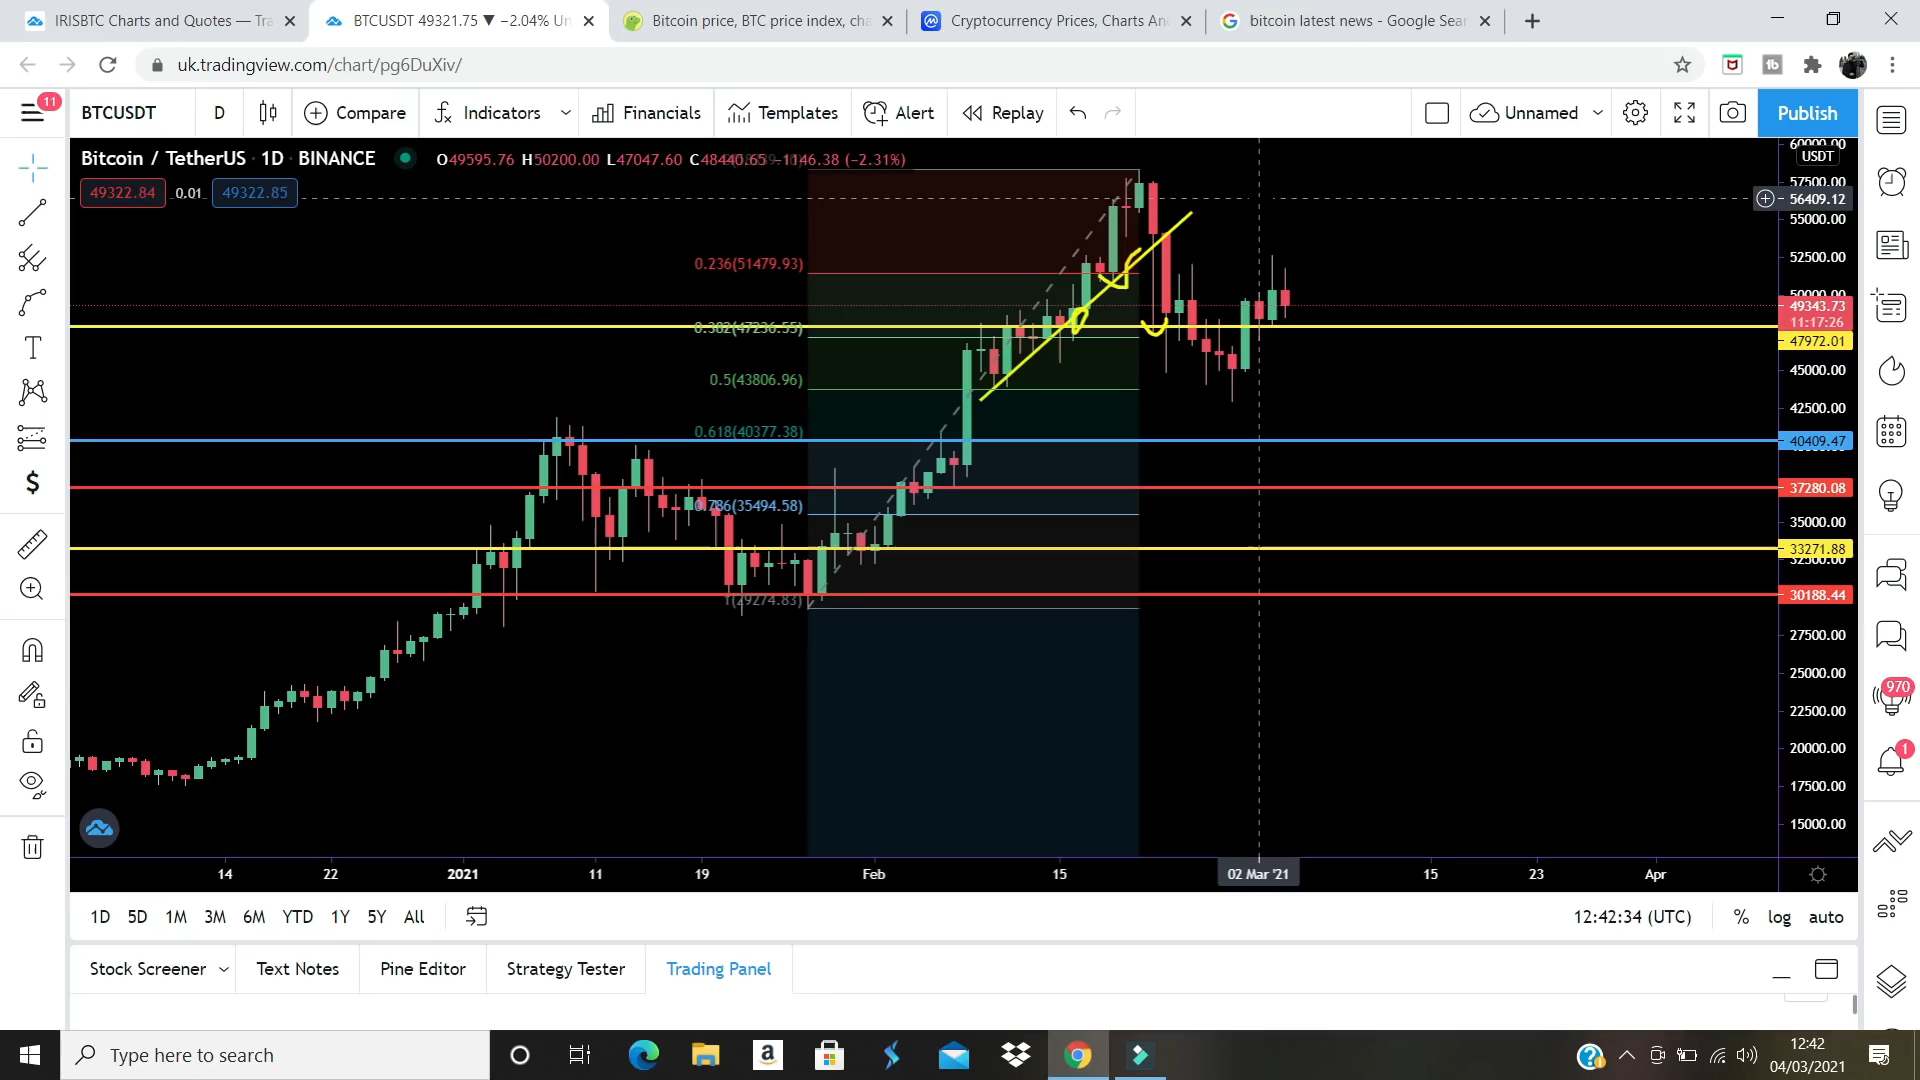 IRISBTC Charts and Quotes — Tra
BTCUSDT 49321.75 ▼ −2.04% Un
Bitcoin price, BTC price index, cha
Cryptocurrency Prices, Charts An
bitcoin latest news - Google Sear
uk.tradingview.com/chart/pg6DuXiv/
11
BTCUSDT
D
Compare
Indicators
Financials
Templates
Alert
Replay
Unnamed
Publish
Bitcoin / TetherUS · 1D · BINANCE
O49595.76 H50200.00 L47047.60 C48440.65 −1146.38 (−2.31%)
49322.84
0.01
49322.85
60000.00
USDT
57500.00
56409.12
55000.00
52500.00
50000.00
49343.73
11:17:26
47972.01
45000.00
42500.00
40409.47
37280.08
35000.00
33271.88
32500.00
30188.44
27500.00
25000.00
22500.00
20000.00
17500.00
15000.00
0.236(51479.93)
0.382(47236.55)
0.5(43806.96)
0.618(40377.38)
0.786(35494.58)
1(29274.83)
970
1
14
22
2021
11
19
Feb
15
02 Mar '21
15
23
Apr
1D 5D 1M 3M 6M YTD 1Y 5Y All
12:42:34 (UTC)
%
log
auto
Stock Screener
Text Notes
Pine Editor
Strategy Tester
Trading Panel
Type here to search
12:42
04/03/2021